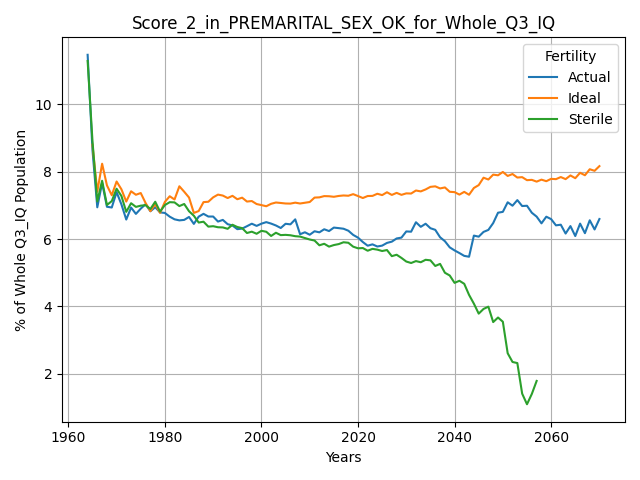 Score_2_in_PREMARITAL_SEX_OK_for_Whole_Q3_IQ
Fertility
Actual
Ideal
Sterile
% of Whole Q3_IQ Population
10
8
6
4
2
1960
1980
2000
2020
2040
2060
Years